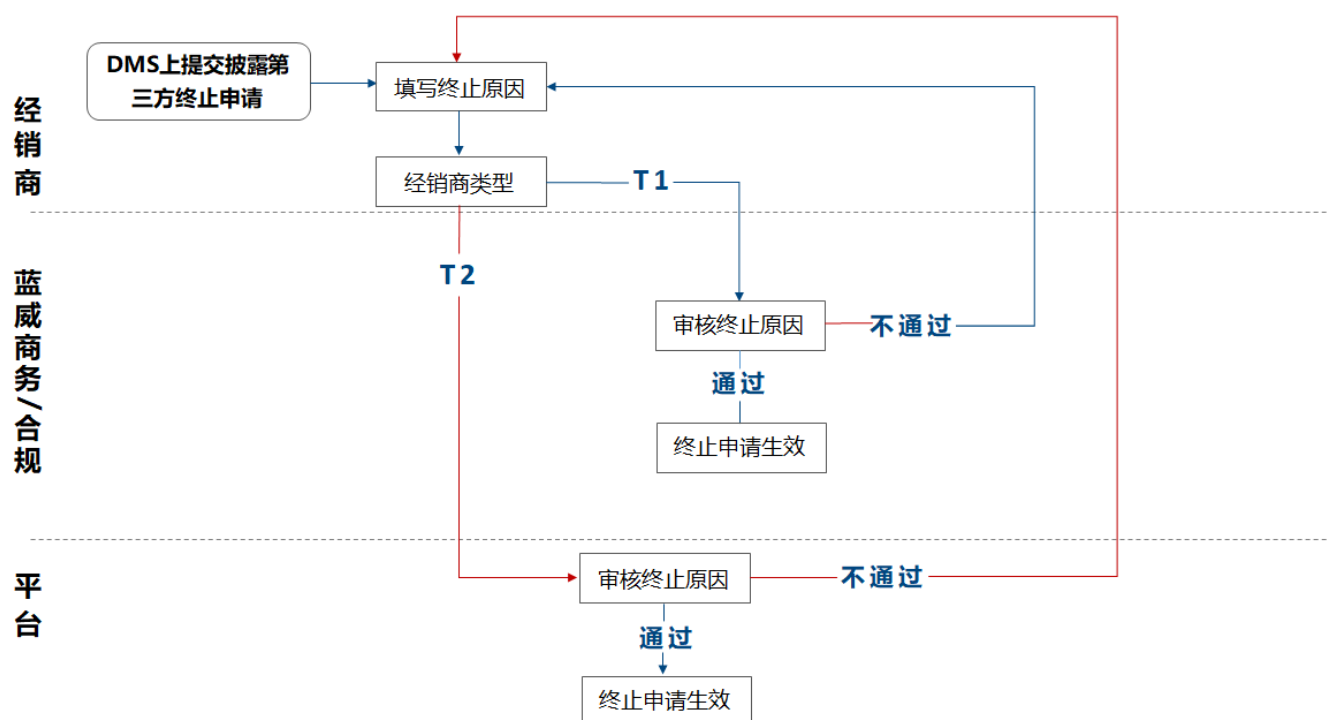 DMS上提交披露第
三方终止申请
填写终止原因
经销商
经销商类型
T1
T2
蓝威商务/合规
审核终止原因
不通过
通过
终止申请生效
平台
审核终止原因
不通过
通过
终止申请生效